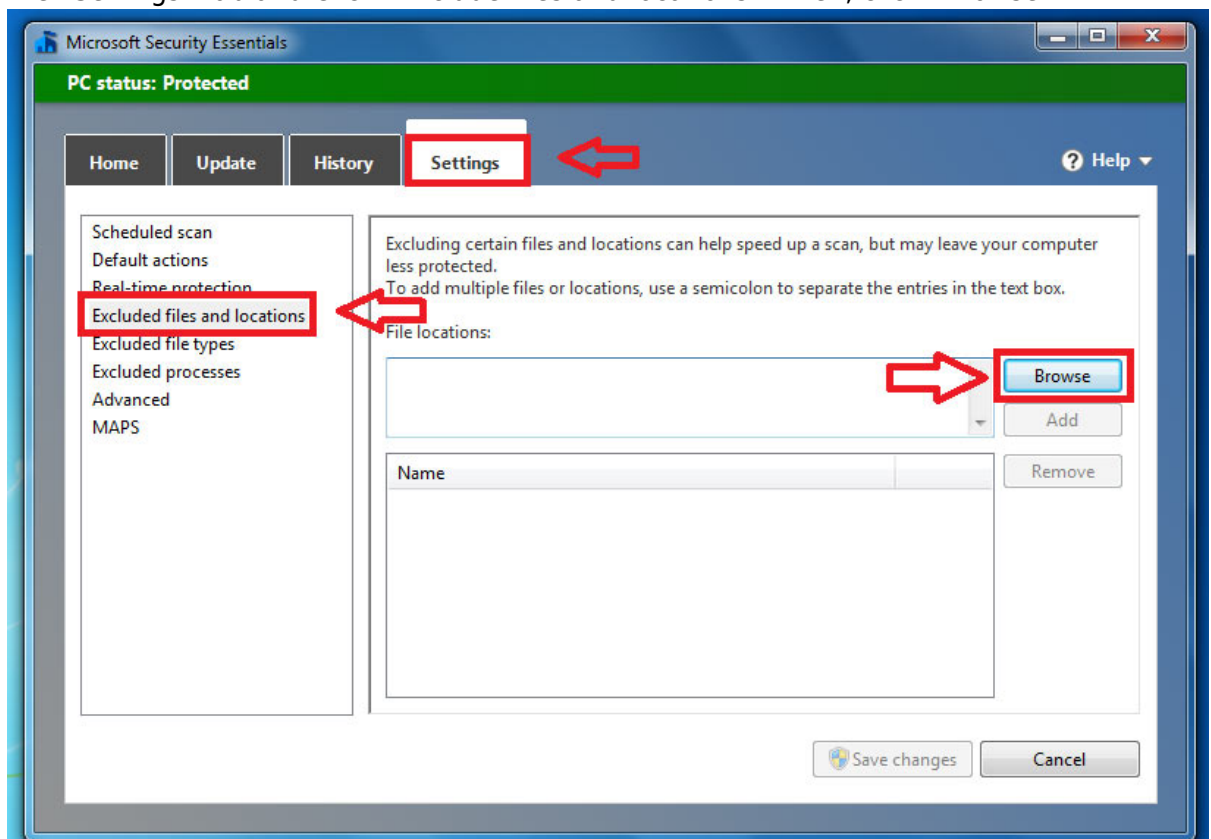 Microsoft Security Essentials
PC status: Protected
Home
Update
History
Settings
Help
Scheduled scan
Default actions
Real-time protection
Excluded files and locations
Excluded file types
Excluded processes
Advanced
MAPS
Excluding certain files and locations can help speed up a scan, but may leave your computer
less protected.
To add multiple files or locations, use a semicolon to separate the entries in the text box.
File locations:
Browse
Add
Name
Remove
Save changes
Cancel